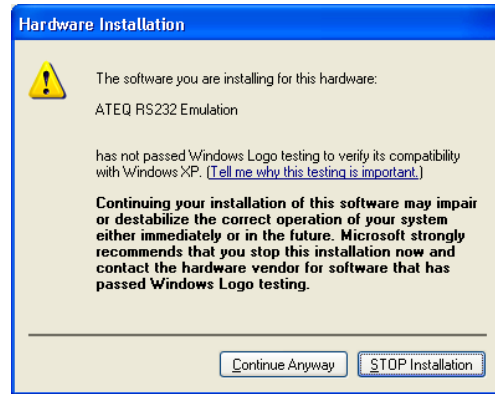 Hardware Installation
The software you are installing for this hardware:
ATEQ RS232 Emulation
has not passed Windows Logo testing to verify its compatibility
with Windows XP. (Tell me why this testing is important.)
Continuing your installation of this software may impair
or destabilize the correct operation of your system
either immediately or in the future. Microsoft strongly
recommends that you stop this installation now and
contact the hardware vendor for software that has
passed Windows Logo testing.
Continue Anyway STOP Installation